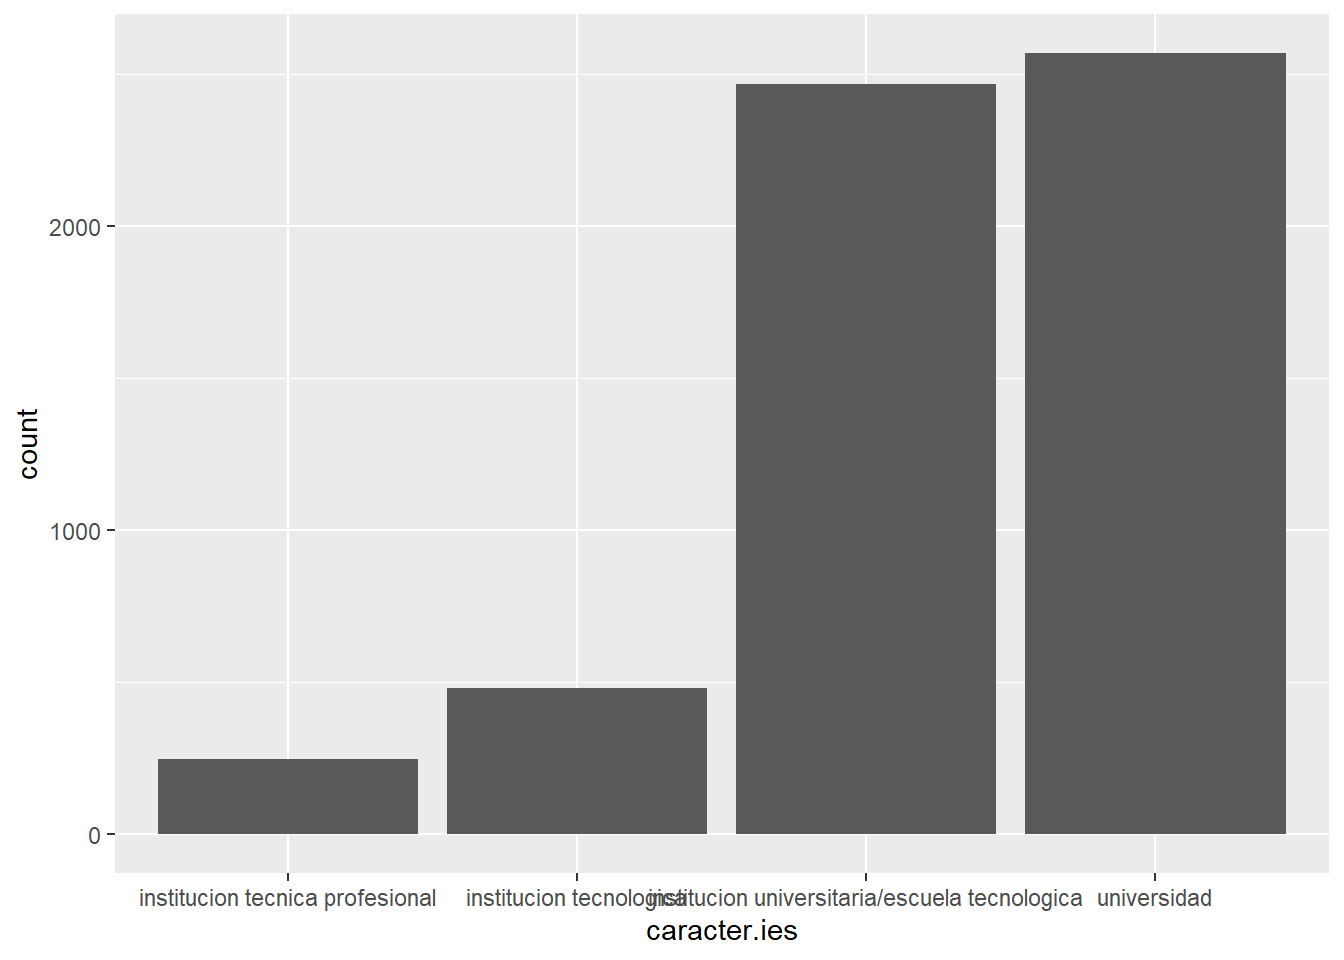 count
2000
1000
0
institucion tecnica profesional
institucion tecnologica
institucion universitaria/escuela tecnologica
universidad
caracter.ies